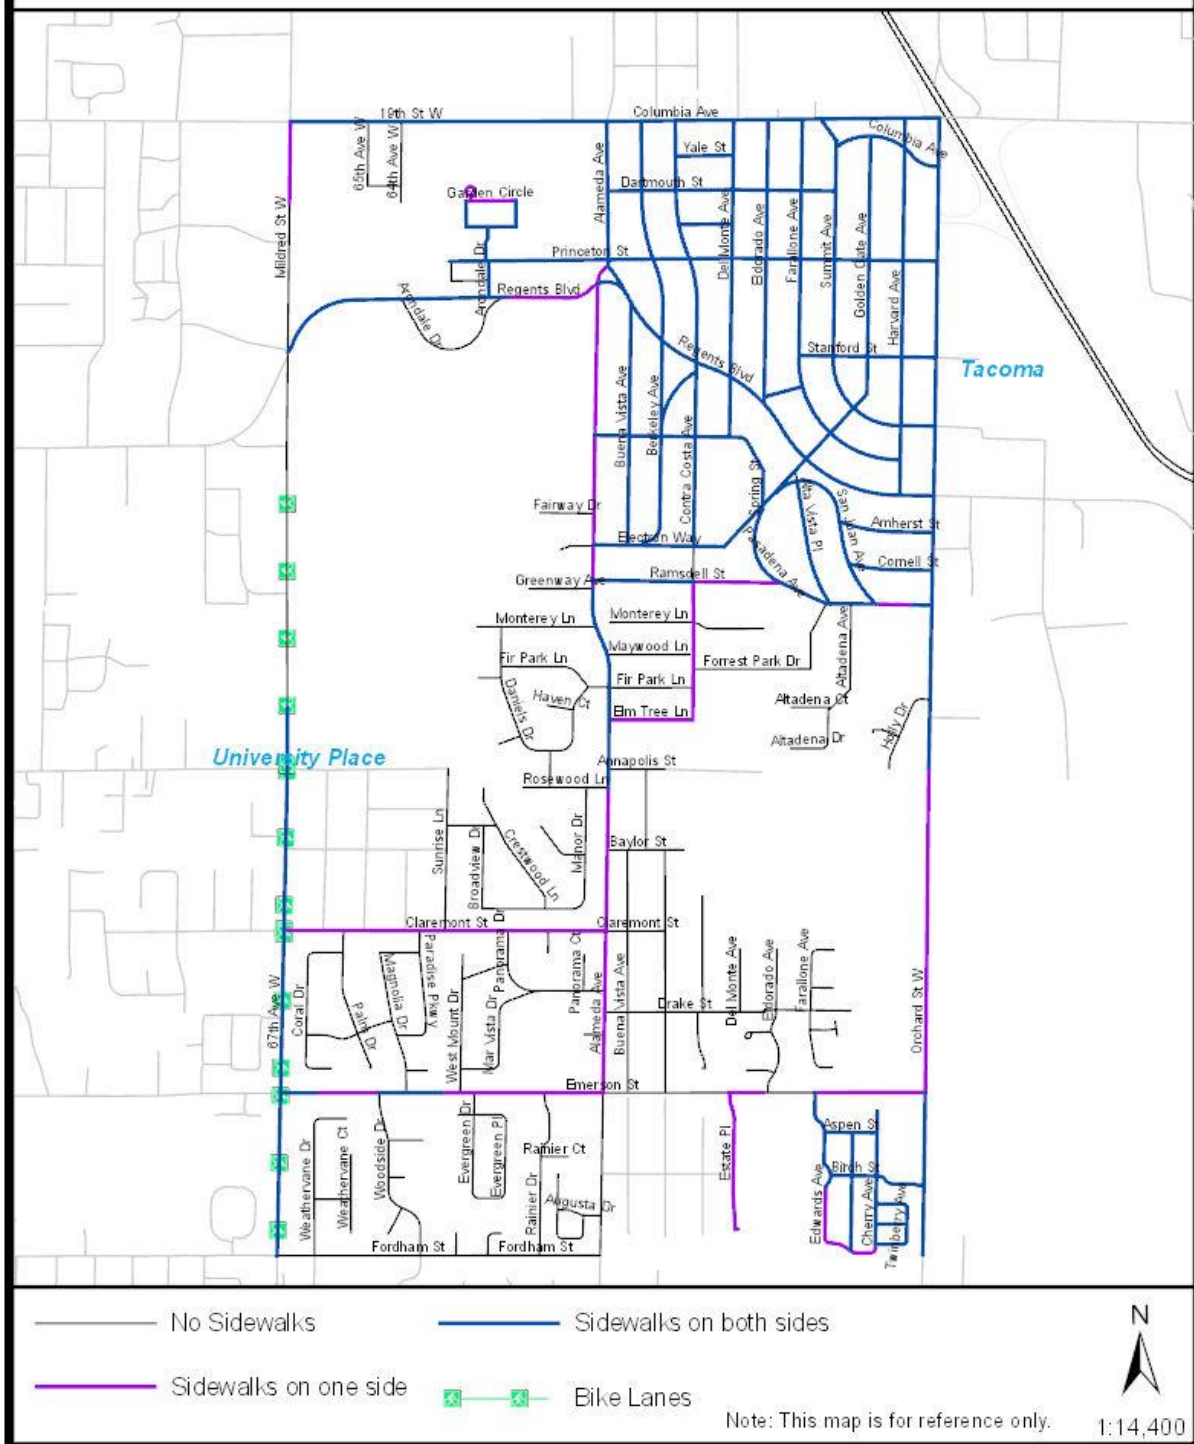 19th St W
Columbia Ave
Columbia Ave
65th Ave W
64th Ave W
Yale St
Alameda Ave
Dartmouth St
Garden Circle
Mildred St W
Del Monte Ave
Eldorado Ave
Farallone Ave
Summit Ave
Golden Gate Ave
Harvard Ave
Princeton St
Arondale Dr
Regents Blvd
Arondale Dr
Regents Blvd
Stanford St
Tacoma
Buena Vista Ave
Berkeley Ave
Contra Costa Ave
Spring St
Alta Vista Pl
San Juan Ave
Fairway Dr
Amherst St
Electron Way
Pasadena Ave
Cornell St
Greenway Ave
Ramsdell St
Monterey Ln
Monterey Ln
Altadena Ave
Maywood Ln
Fir Park Ln
Forrest Park Dr
Fir Park Ln
Daniels Dr
Haven Ct
Altadena Ct
Elm Tree Ln
Holly Dr
Altadena Dr
University Place
Annapolis St
Rosewood Ln
Sunrise Ln
Broadview Dr
Crestwood Ln
Manor Dr
Baylor St
Claremont St
Claremont St
Panorama Dr
Paradise Pkwy
Magnolia Dr
Panorama Ct
Del Monte Ave
Eldorado Ave
Farallone Ave
67th Ave W
Coral Dr
Palm Dr
West Mount Dr
Mar Vista Dr
Alameda Ave
Buena Vista Ave
Drake St
Orchard St W
Emerson St
Weathervane Dr
Weathervane Ct
Woodside Dr
Evergreen Dr
Evergreen Pl
Rainier Ct
Rainier Dr
Augusta Dr
Estate Pl
Aspen St
Birch St
Edwards Ave
Cherry Ave
Twinberry Ave
Fordham St
Fordham St
No Sidewalks
Sidewalks on both sides
N
Sidewalks on one side
Bike Lanes
Note: This map is for reference only.
1:14,400